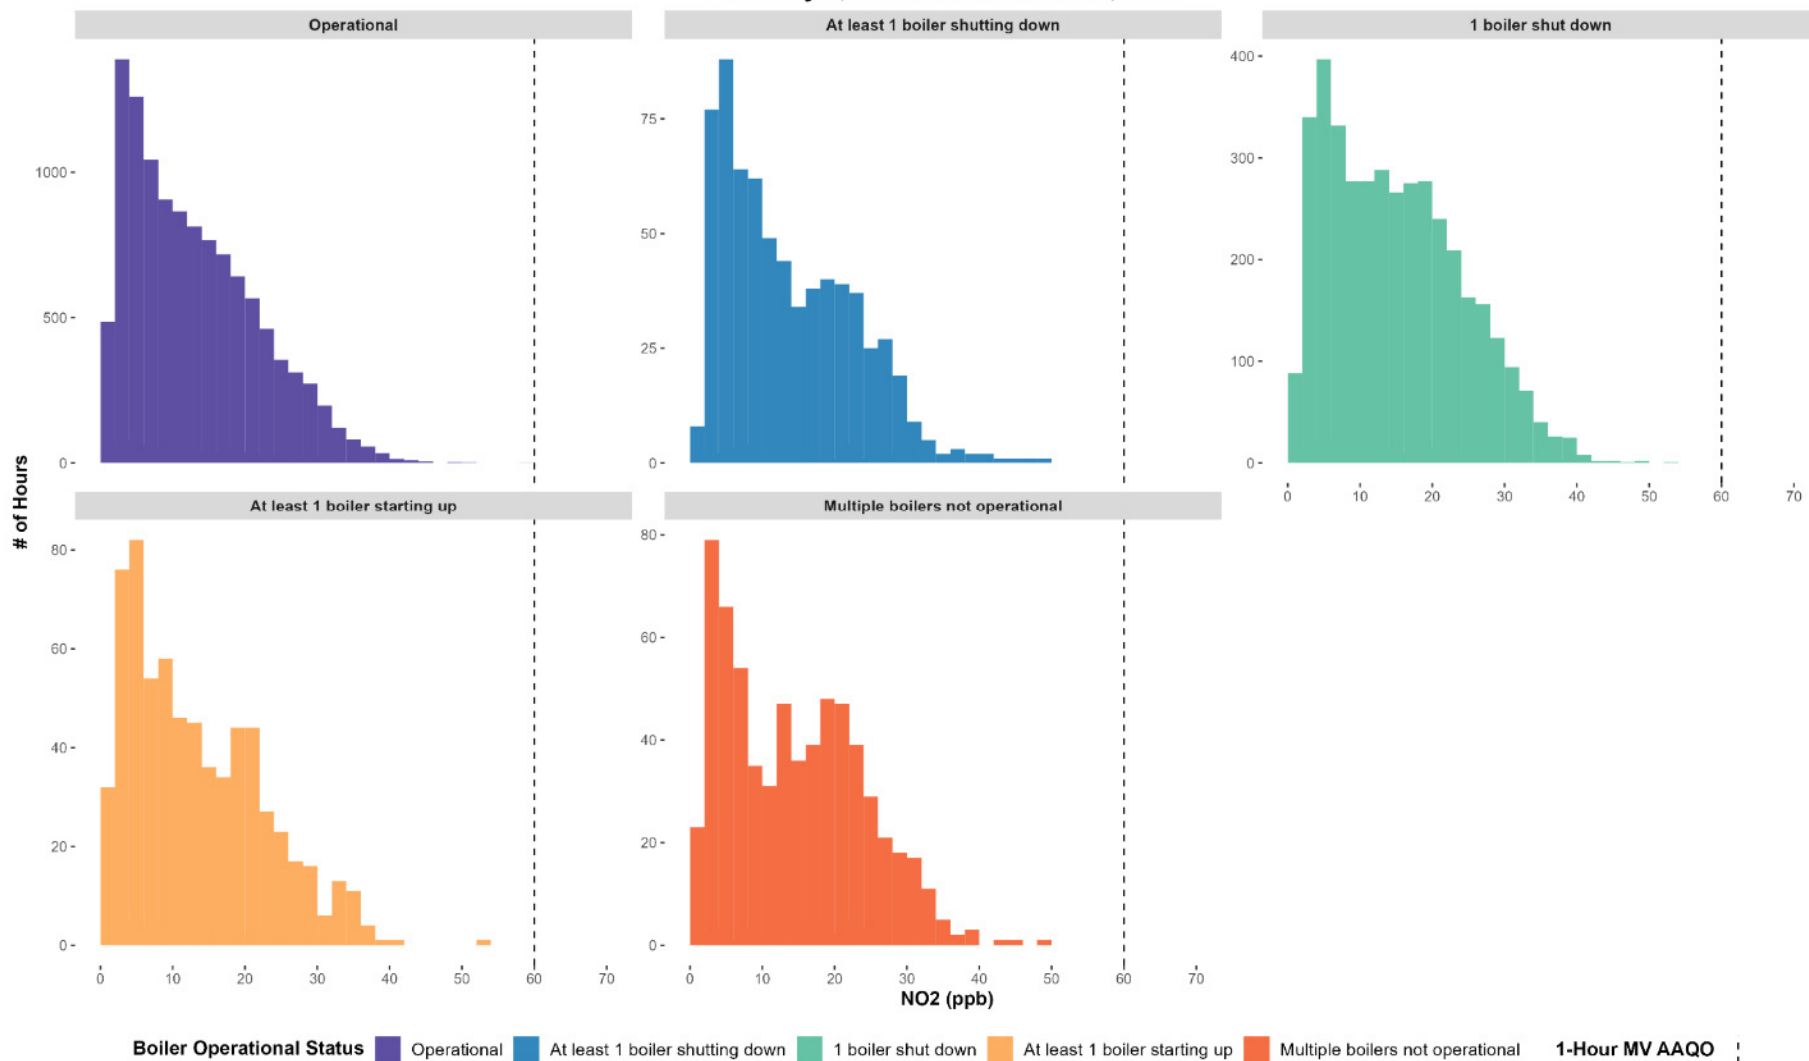 Operational
At least 1 boiler shutting down
1 boiler shut down
1000
500
0
75
50
25
0
400
300
200
100
0
0 10 20 30 40 50 60 70
At least 1 boiler starting up
Multiple boilers not operational
# of Hours
80
60
40
20
0
80
60
40
20
0
0 10 20 30 40 50 60 70
0 10 20 30 40 50 60 70
NO2 (ppb)
Boiler Operational Status Operational At least 1 boiler shutting down 1 boiler shut down At least 1 boiler starting up Multiple boilers not operational 1-Hour MV AAQO